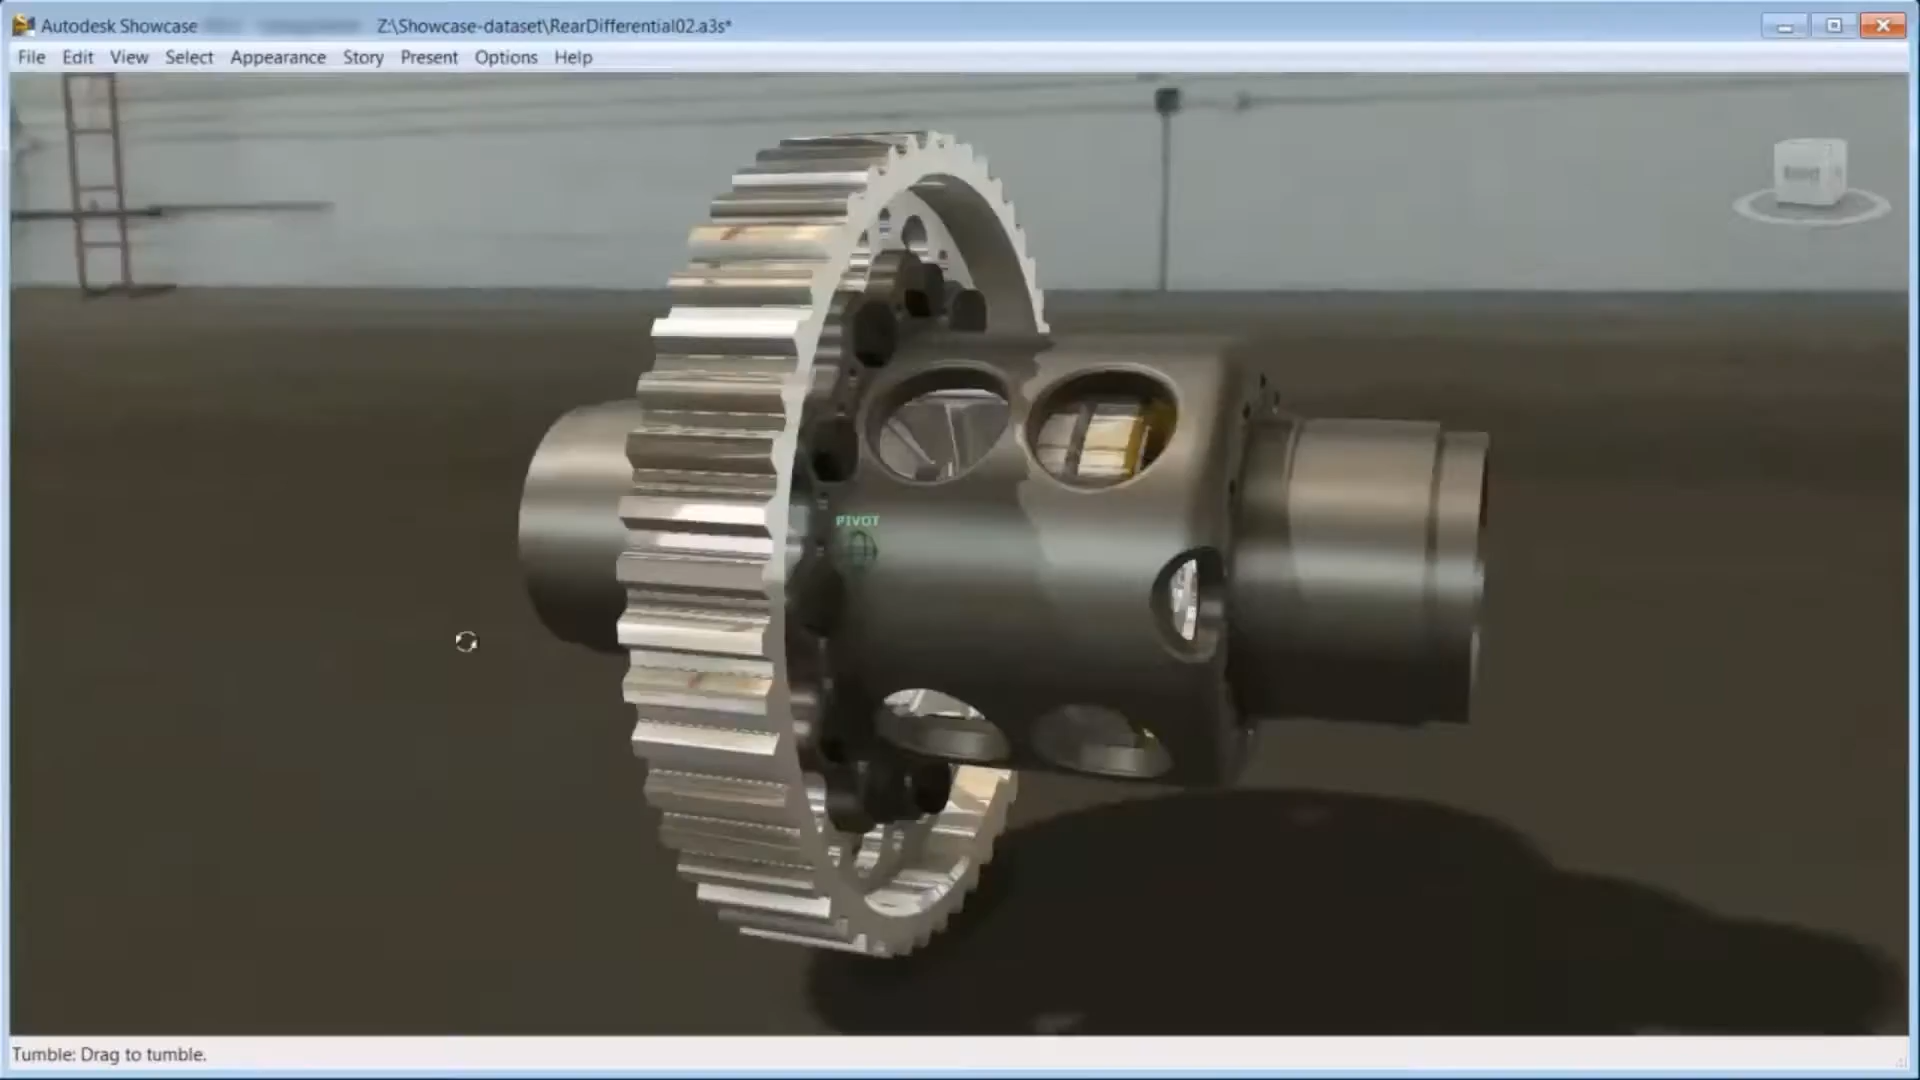 Autodesk Showcase Z:\Showcase-dataset\RearDifferential02.a3s*
File Edit View Select Appearance Story Present Options Help
PIVOT
Tumble: Drag to tumble.